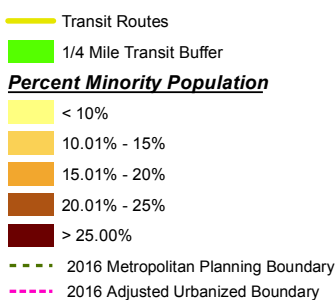 Transit Routes
1/4 Mile Transit Buffer
Percent Minority Population
< 10%
10.01% - 15%
15.01% - 20%
20.01% - 25%
> 25.00%
2016 Metropolitan Planning Boundary
2016 Adjusted Urbanized Boundary